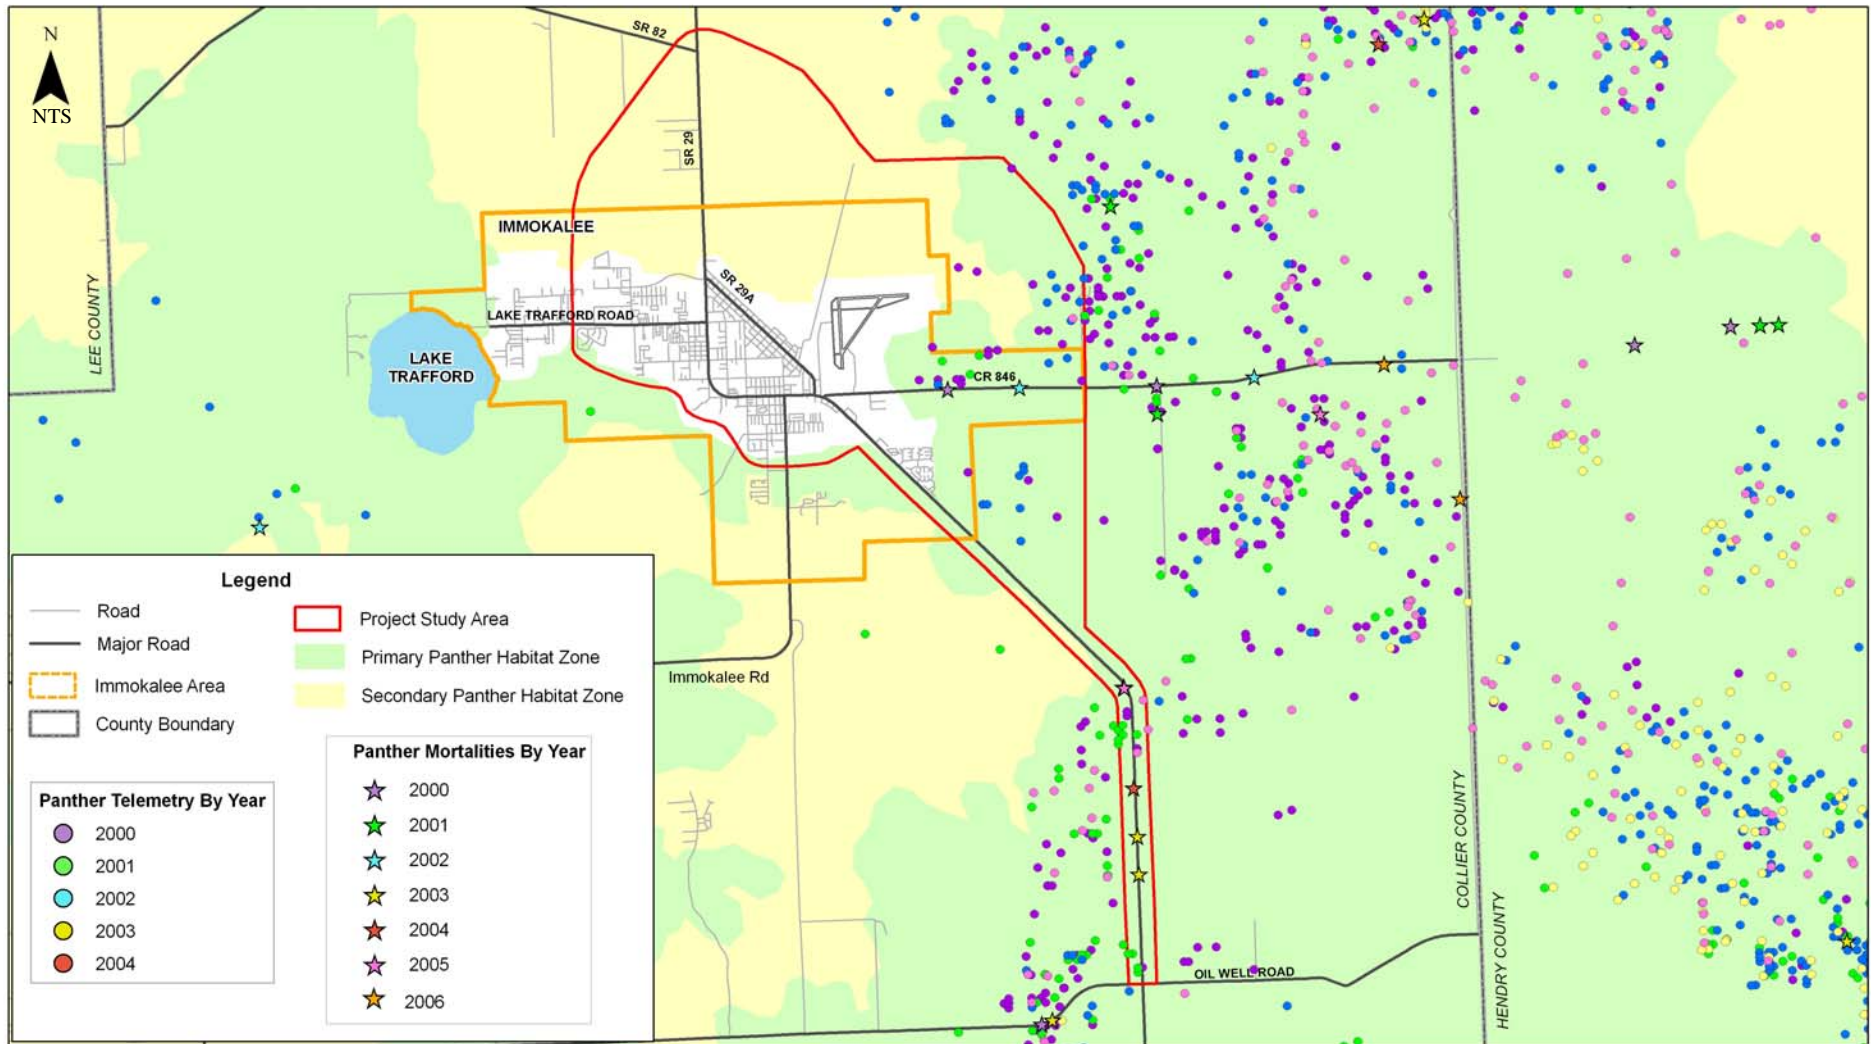 N
NTS
SR 82
SR 29
IMMOKALEE
SR 29A
LAKE TRAFFORD ROAD
LEE COUNTY
LAKE
TRAFFORD
CR 846
Immokalee Rd
COLLIER COUNTY
HENDRY COUNTY
OIL WELL ROAD
Legend
Road
Major Road
Immokalee Area
County Boundary
Project Study Area
Primary Panther Habitat Zone
Secondary Panther Habitat Zone
Panther Telemetry By Year
2000
2001
2002
2003
2004
Panther Mortalities By Year
2000
2001
2002
2003
2004
2005
2006